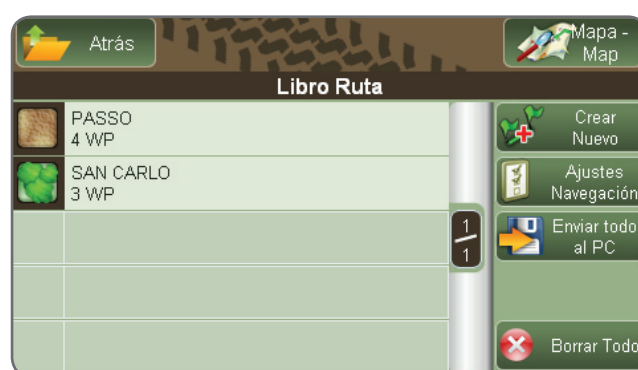 Atrás
Mapa -
Map
Libro Ruta
PASSO
4 WP
SAN CARLO
3 WP
1
1
Crear
Nuevo
Ajustes
Navegación
Enviar todo
al PC
Borrar Todo